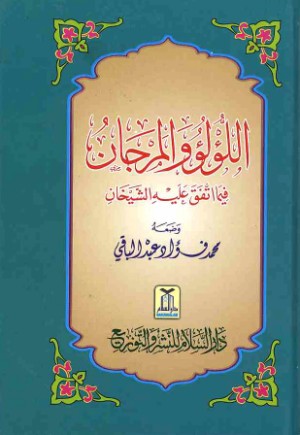 اللؤلؤ والمرجان
فيما اتفق عليه الشيخان
وضعه
محمد فؤاد عبد الباقي
دار السلام للنشر والتوزيع